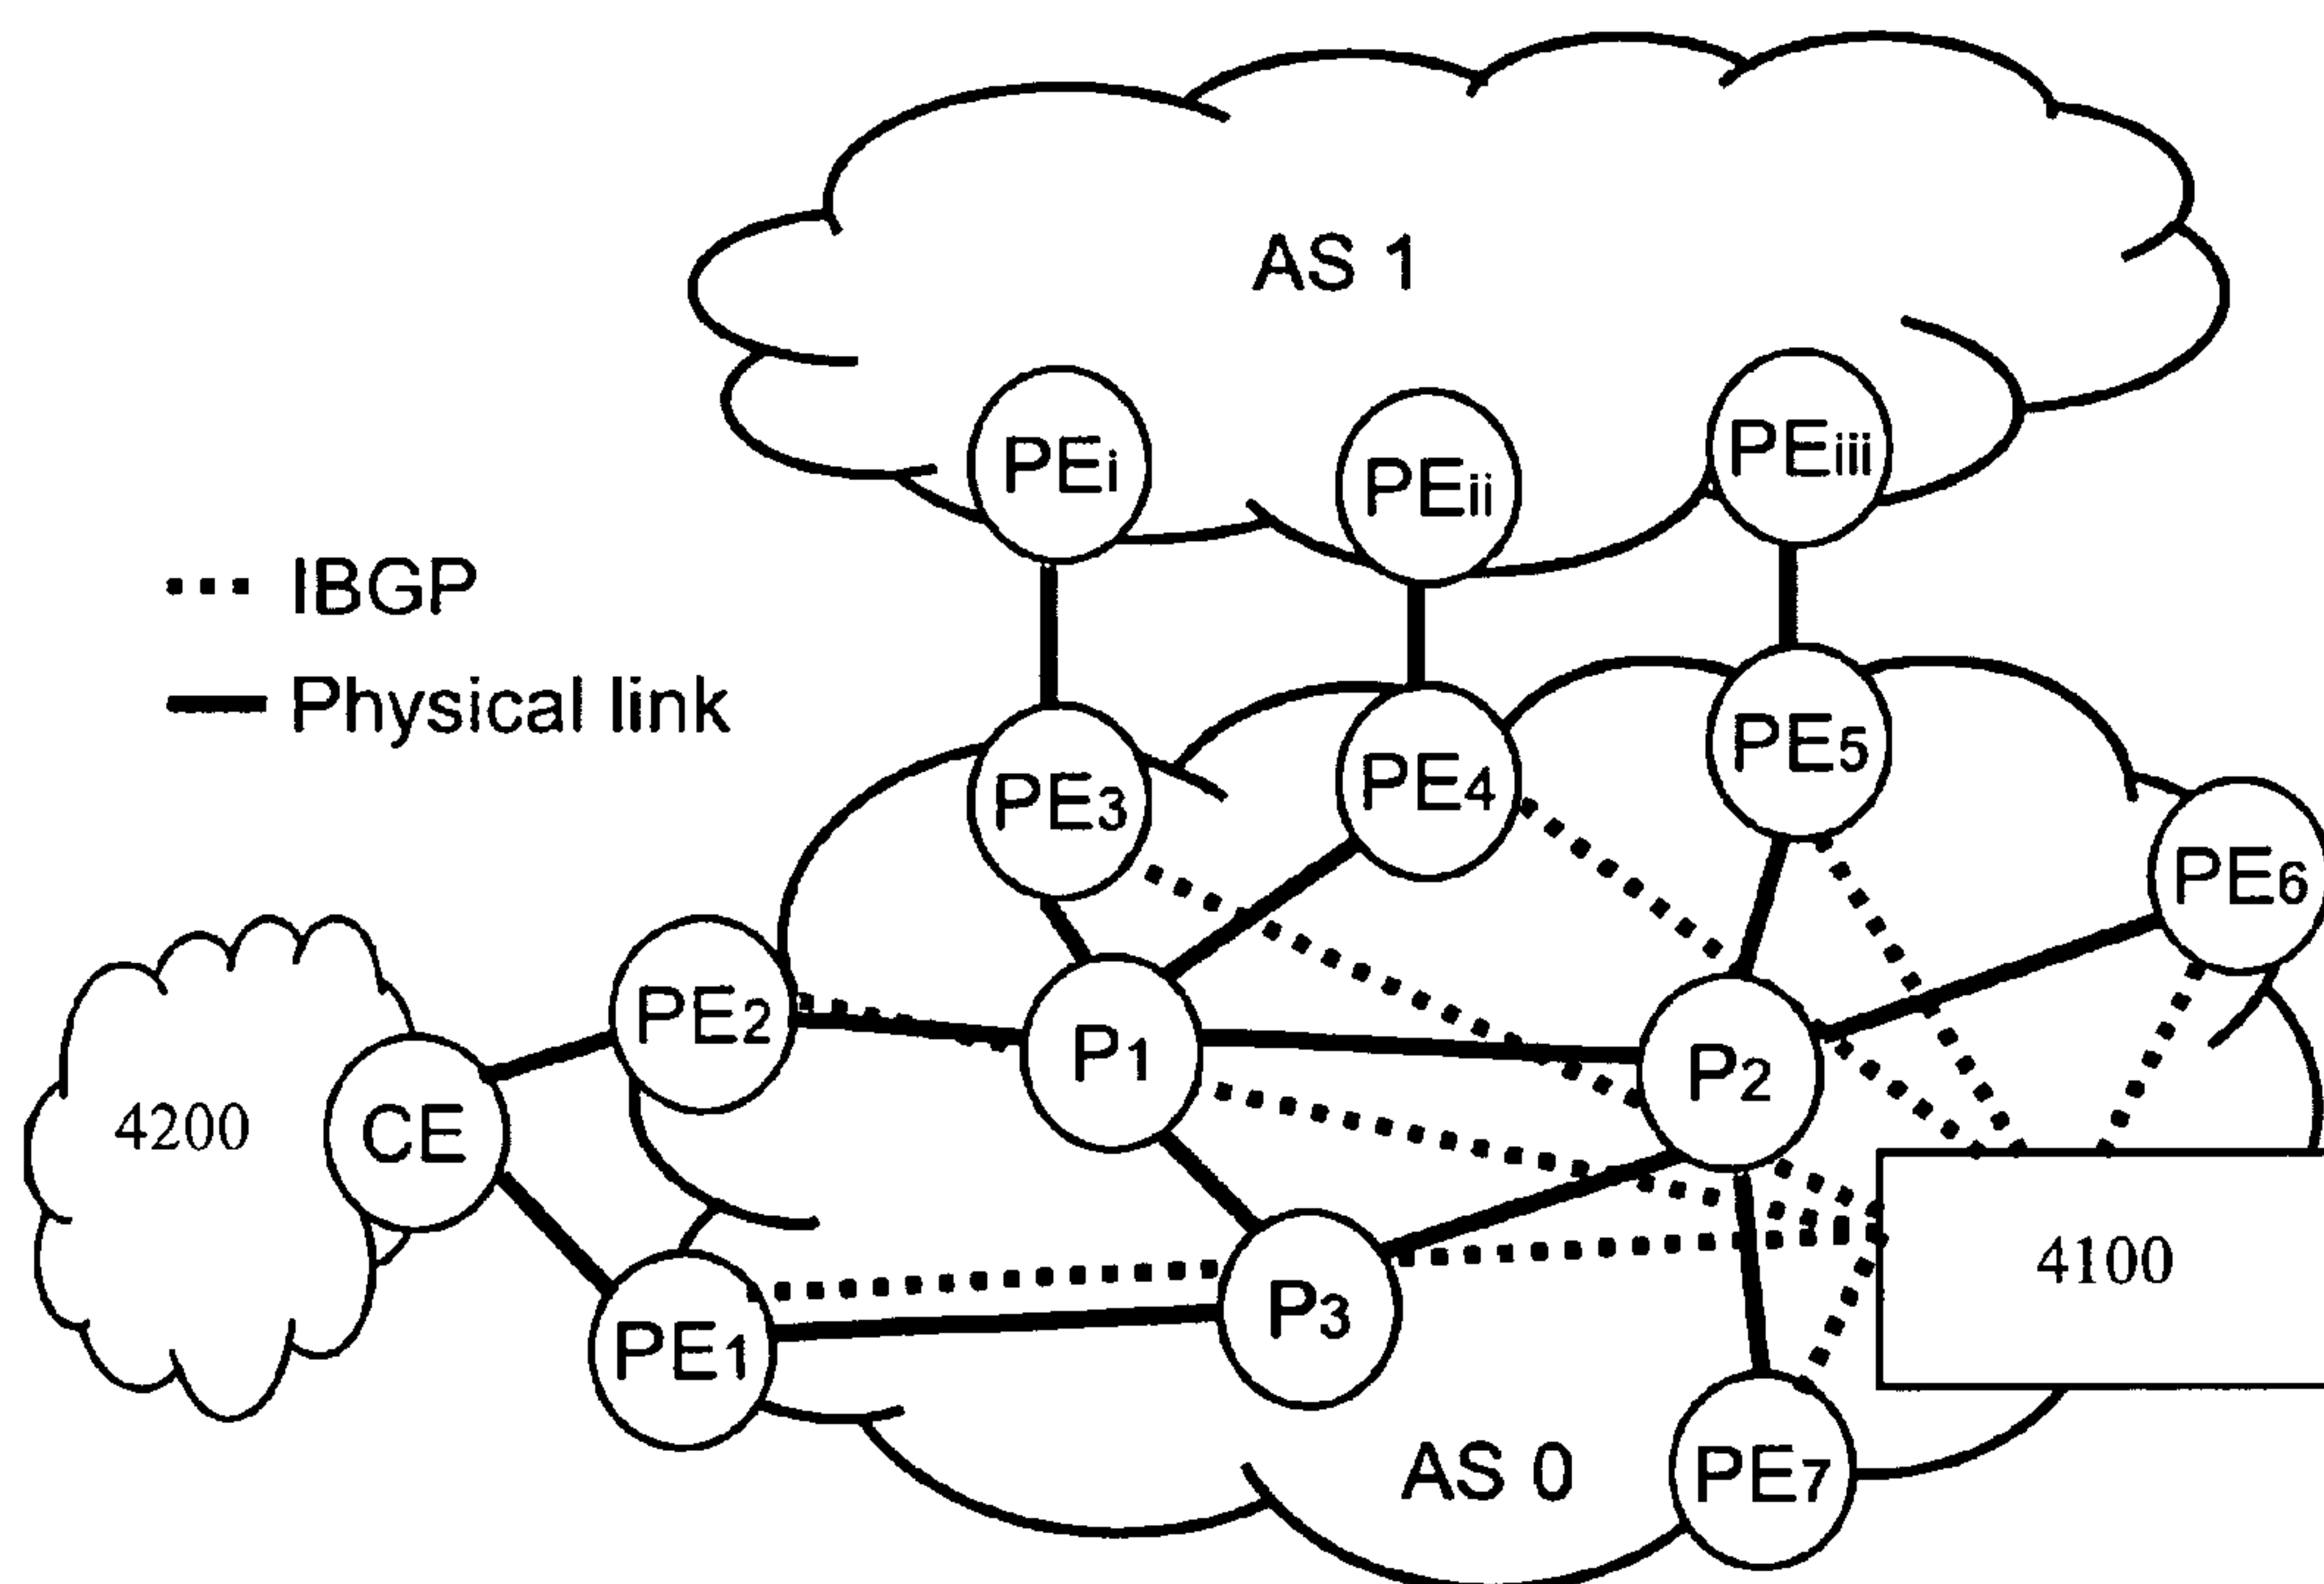 AS 1
PEi
PEii
PEiii
IBGP
Physical link
PE3
PE4
PE5
PE6
PE2
P1
P2
4200
CE
4100
PE1
P3
AS 0
PE7